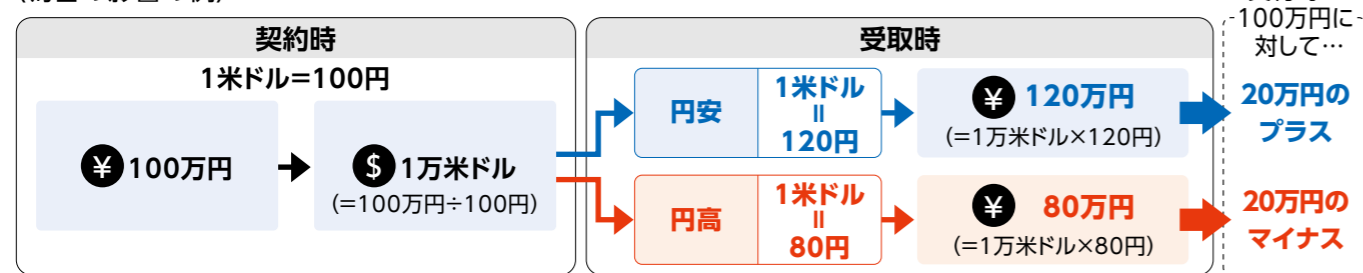 契約時
1米ドル=100円
¥ 100万円
$ 1万米ドル
(=100万円÷100円)
受取時
円安
1米ドル
=
120円
¥ 120万円
(=1万米ドル×120円)
円高
1米ドル
=
80円
¥ 80万円
(=1万米ドル×80円)
100万円に
対して…
20万円の
プラス
20万円の
マイナス